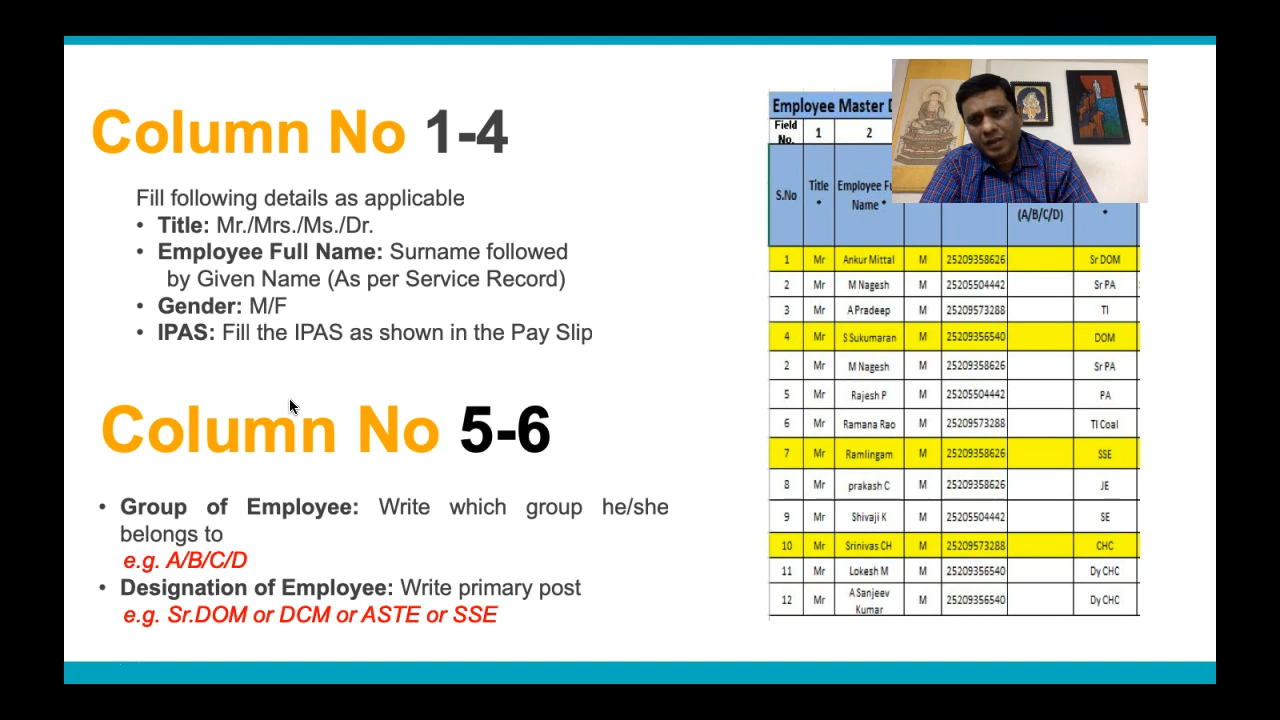 Column No 1-4
Fill following details as applicable
• Title: Mr./Mrs./Ms./Dr.
• Employee Full Name: Surname followed
by Given Name (As per Service Record)
• Gender: M/F
• IPAS: Fill the IPAS as shown in the Pay Slip
Column No 5-6
• Group of Employee: Write which group he/she
belongs to
e.g. A/B/C/D
• Designation of Employee: Write primary post
e.g. Sr.DOM or DCM or ASTE or SSE
Employee Master
Field No. 1 2
S.No Title * Employee Name * (A/B/C/D) *
1 Mr Ankur Mittal M 25209358626 Sr DOM
2 Mr M Nagesh M 25205504442 Sr PA
3 Mr A Pradeep M 25209573288 TI
4 Mr S Sukumaran M 25209356540 DOM
2 Mr M Nagesh M 25209358626 Sr PA
5 Mr Rajesh P M 25205504442 PA
6 Mr Ramana Rao M 25209573288 TI Coal
7 Mr Ramlingam M 25209358626 SSE
8 Mr prakash C M 25209358626 JE
9 Mr Shivaji K M 25205504442 SE
10 Mr Srinivas CH M 25209573288 CHC
11 Mr Lokesh M M 25209356540 Dy CHC
12 Mr A Sanjeev Kumar M 25209356540 Dy CHC